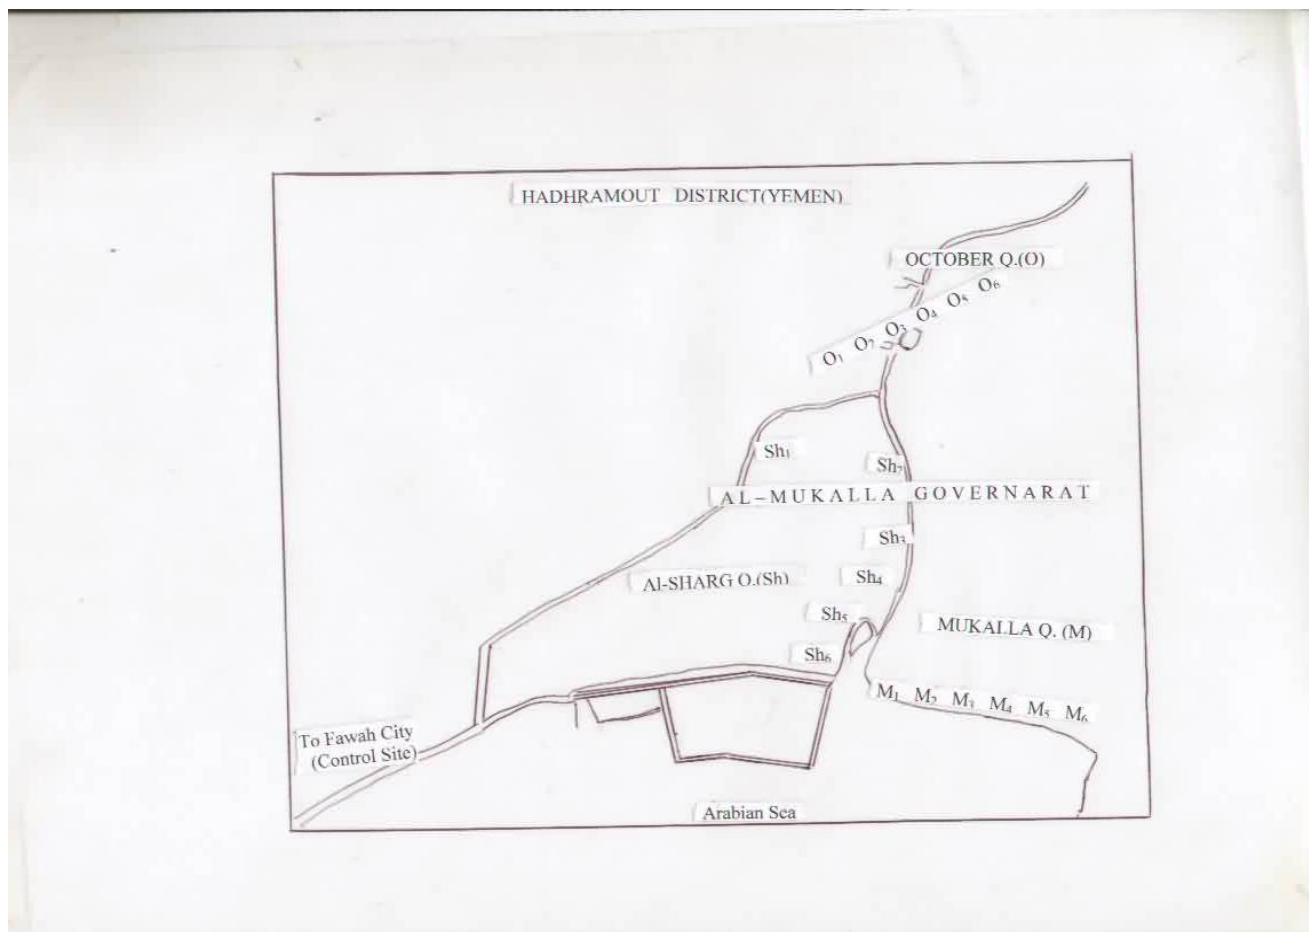 HADHRAMOUT DISTRICT(YEMEN)
OCTOBER Q.(O)
O₁ O₂ O₃ O₄ O₅ O₆
Sh₁
Sh₂
AL–MUKALLA GOVERNARAT
Sh₃
Al-SHARG Q.(Sh)
Sh₄
Sh₅
MUKALLA Q. (M)
Sh₆
M₁ M₂ M₃ M₄ M₅ M₆
To Fawah City
(Control Site)
Arabian Sea